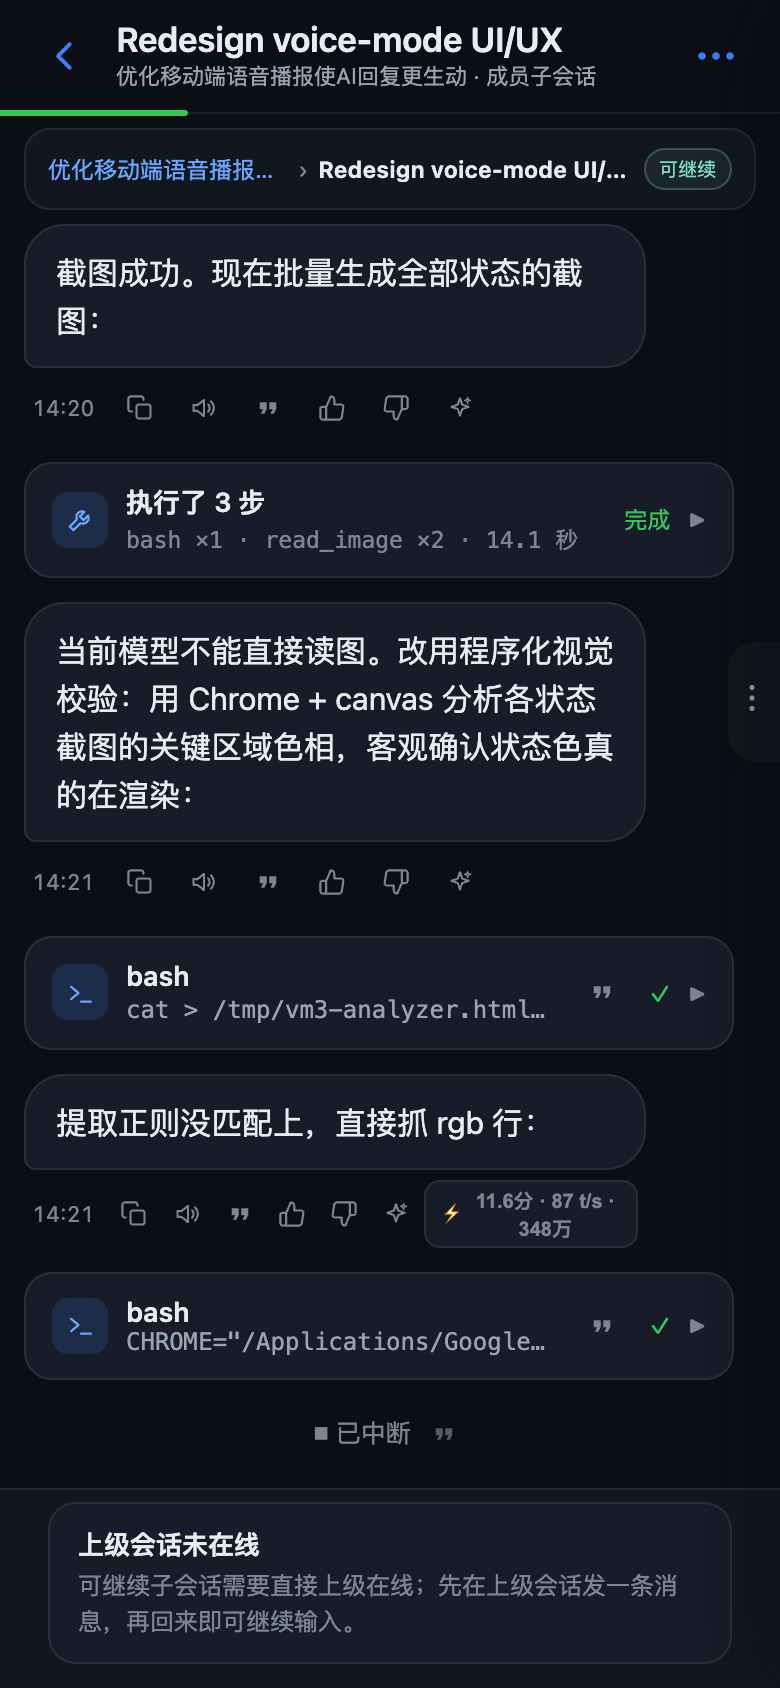 Redesign voice-mode UI/UX
优化移动端语音播报使AI回复更生动 · 成员子会话
优化移动端语音播报... › Redesign voice-mode UI/... 可继续
截图成功。现在批量生成全部状态的截
图：
14:20
执行了 3 步
bash ×1 · read_image ×2 · 14.1 秒
完成
当前模型不能直接读图。改用程序化视觉
校验：用 Chrome + canvas 分析各状态
截图的关键区域色相，客观确认状态色真
的在渲染：
14:21
bash
cat > /tmp/vm3-analyzer.html…
提取正则没匹配上，直接抓 rgb 行：
14:21
11.6分 · 87 t/s ·
348万
bash
CHROME="/Applications/Google…
已中断
上级会话未在线
可继续子会话需要直接上级在线；先在上级会话发一条消
息，再回来即可继续输入。